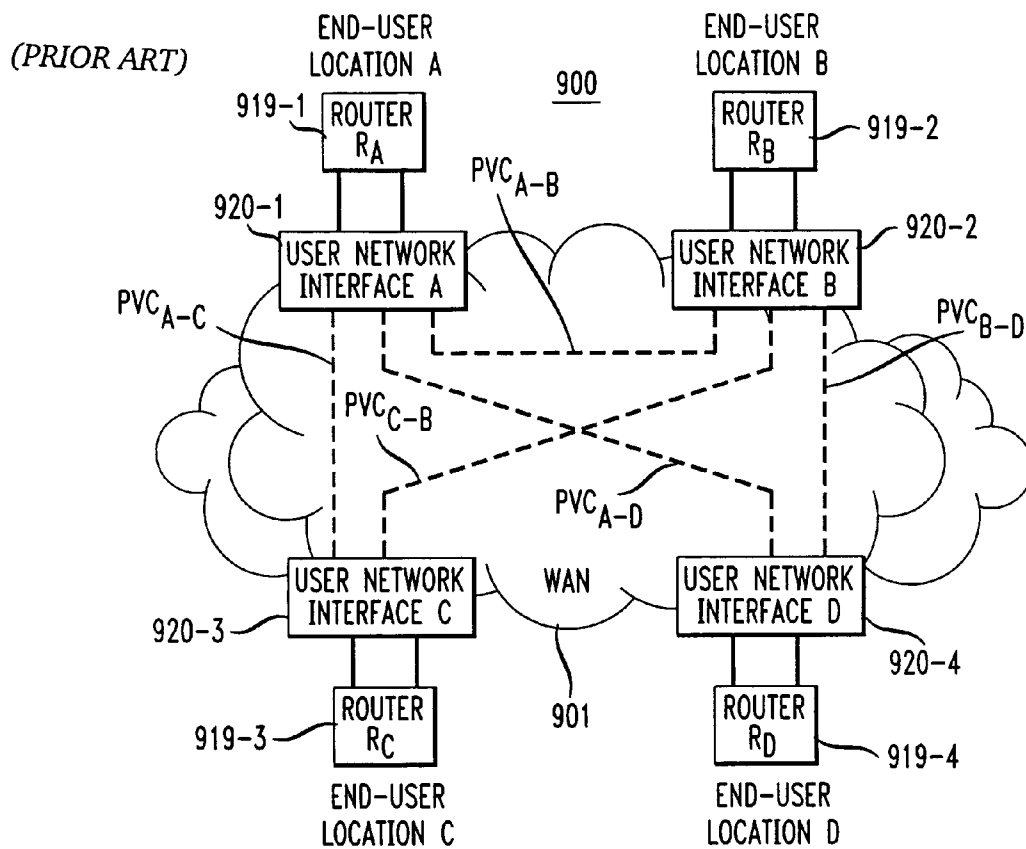 (PRIOR ART)
END-USER
LOCATION A
END-USER
LOCATION B
900
919-1
ROUTER
RA
ROUTER
RB
919-2
PVCA-B
920-1
920-2
USER NETWORK
INTERFACE A
USER NETWORK
INTERFACE B
PVCA-C
PVCB-D
PVCC-B
PVCA-D
USER NETWORK
INTERFACE C
WAN
USER NETWORK
INTERFACE D
920-3
920-4
901
ROUTER
RC
ROUTER
RD
919-3
919-4
END-USER
LOCATION C
END-USER
LOCATION D